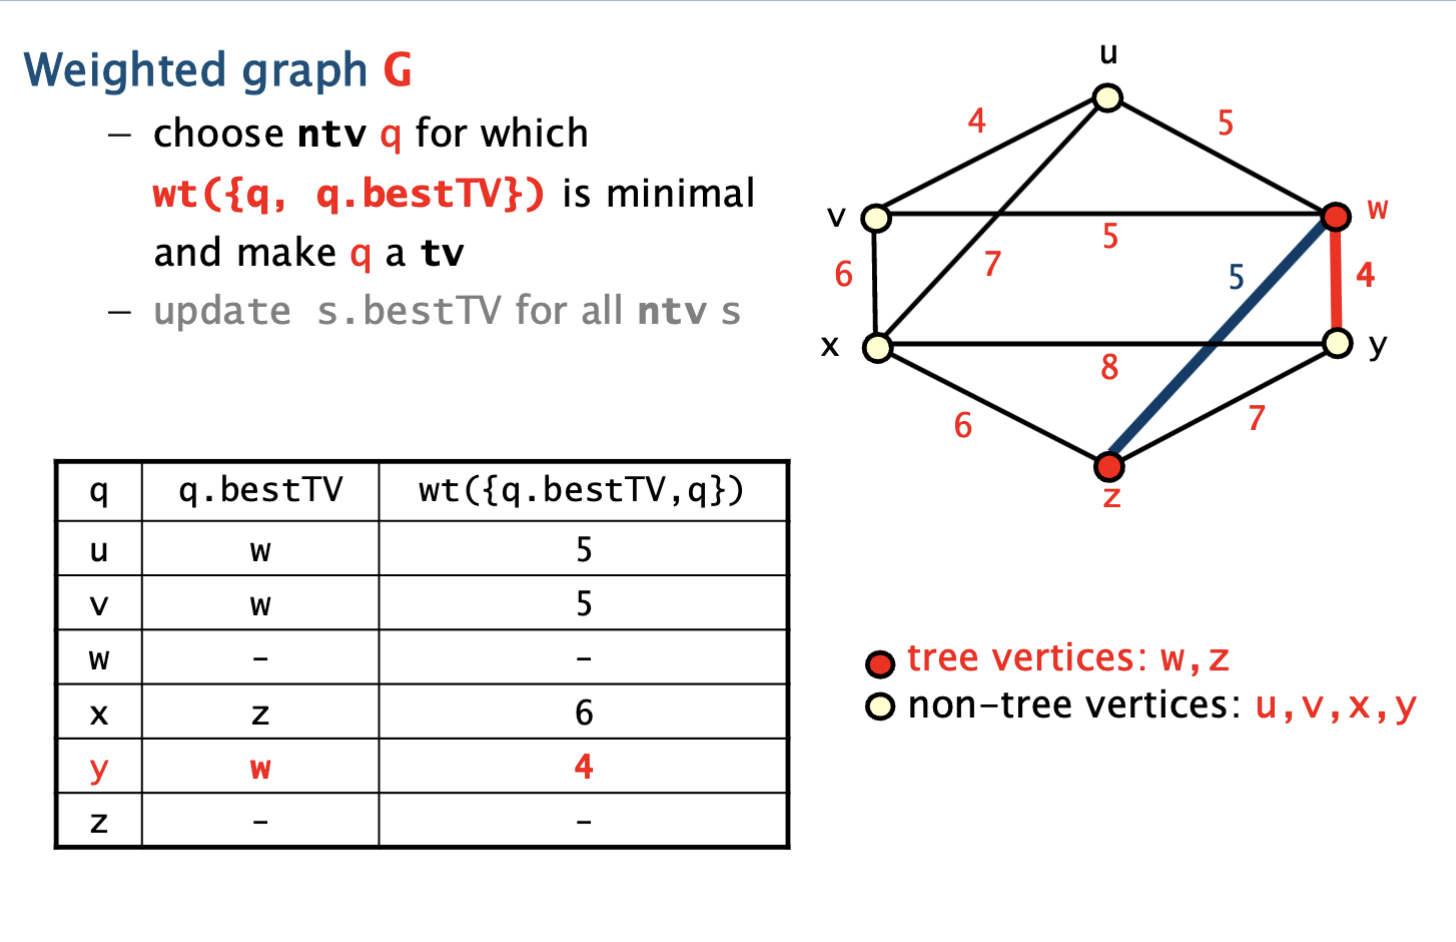 Weighted graph G
– choose ntv q for which
wt({q, q.bestTV}) is minimal
and make q a tv
– update s.bestTV for all ntv s
u
4
5
v
w
5
6
7
5
4
x
y
8
6
7
z
q q.bestTV wt({q.bestTV,q})
u w 5
v w 5
w - -
x z 6
y w 4
z - -
tree vertices: w,z
non-tree vertices: u,v,x,y